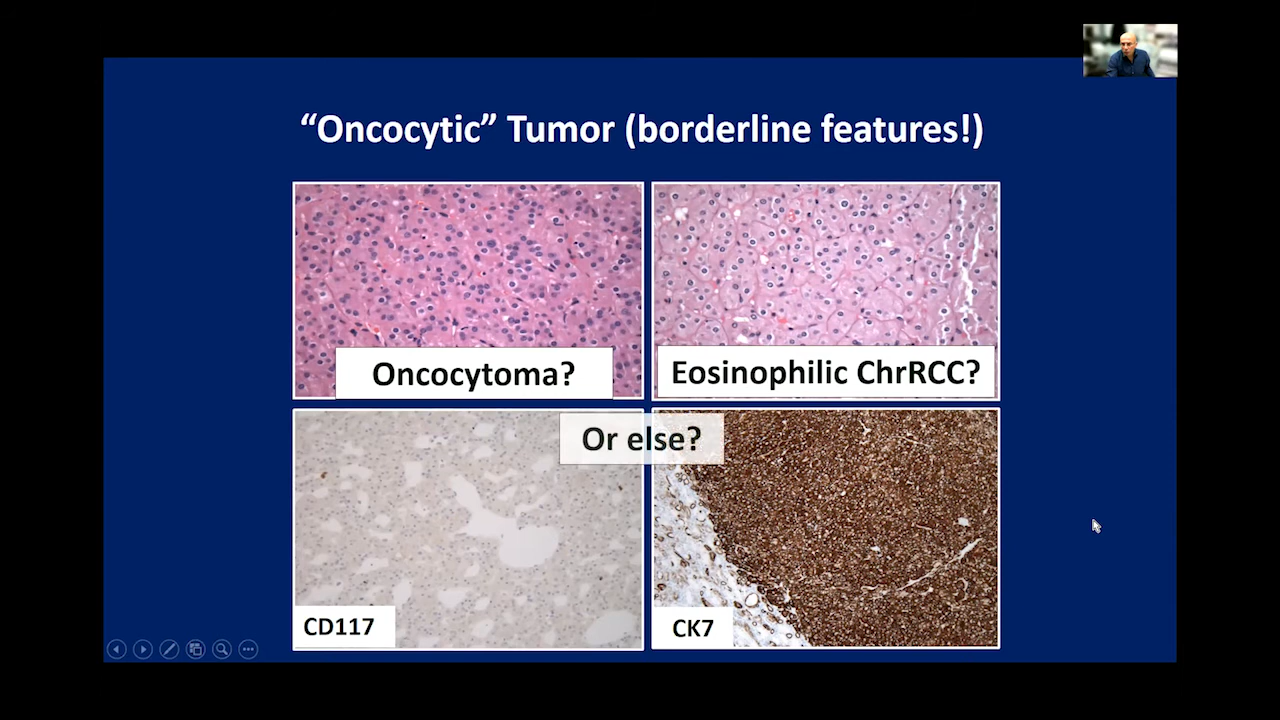 “Oncocytic” Tumor (borderline features!)
Oncocytoma?
Eosinophilic ChrRCC?
Or else?
CD117
CK7